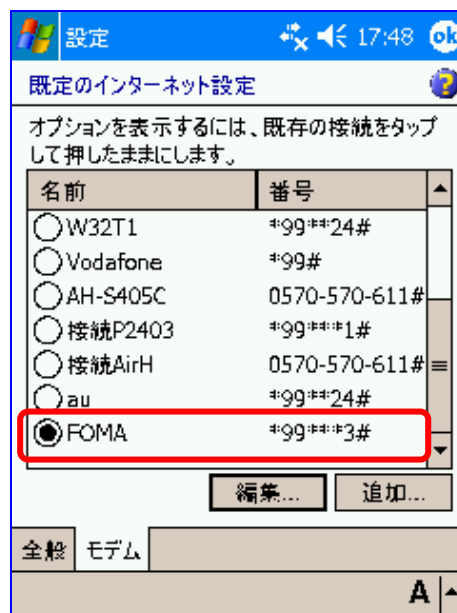 設定 17:48 ok
既定のインターネット設定
オプションを表示するには、既存の接続をタップ
して押したままにします。
名前 番号
W32T1 *99**24#
Vodafone *99#
AH-S405C 0570-570-611#
接続P2403 *99***1#
接続AirH 0570-570-611#
au *99**24#
FOMA *99***3#
編集... 追加...
全般 モデム
A